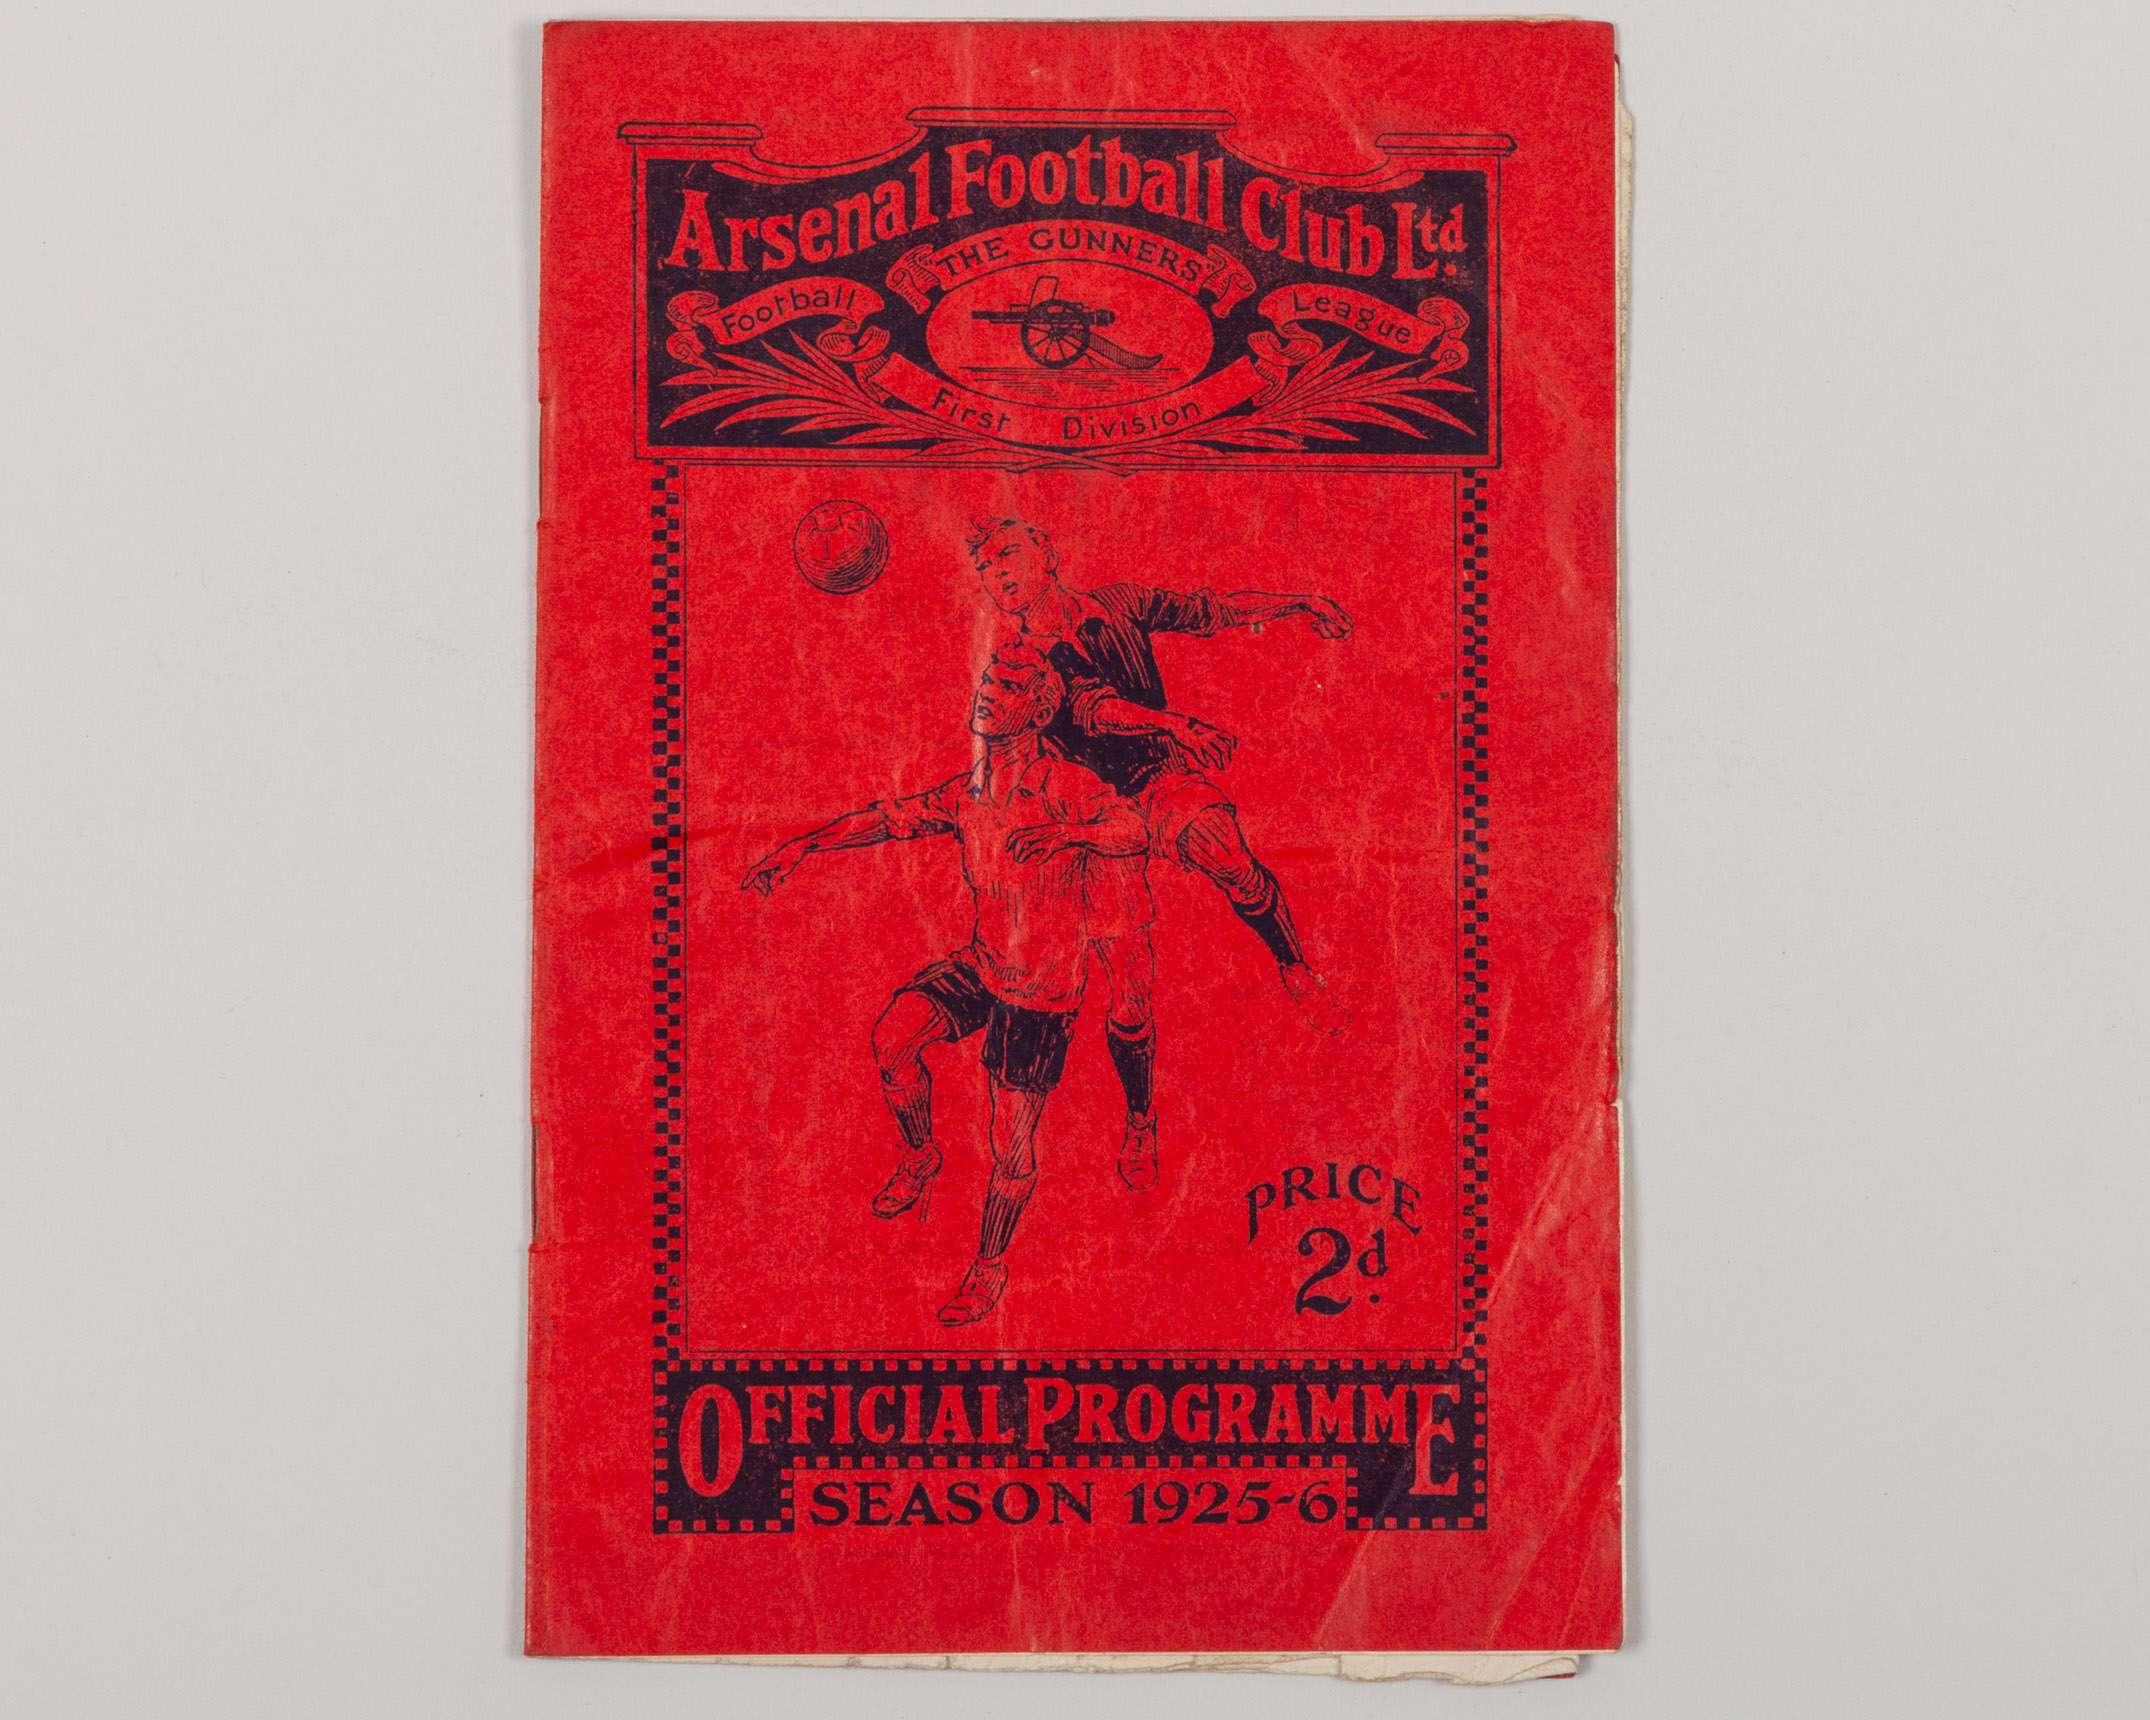 Arsenal Football Club Ltd.
"THE GUNNERS"
Football League
First Division
PRICE
2d.
OFFICIAL PROGRAMME
SEASON 1925-6